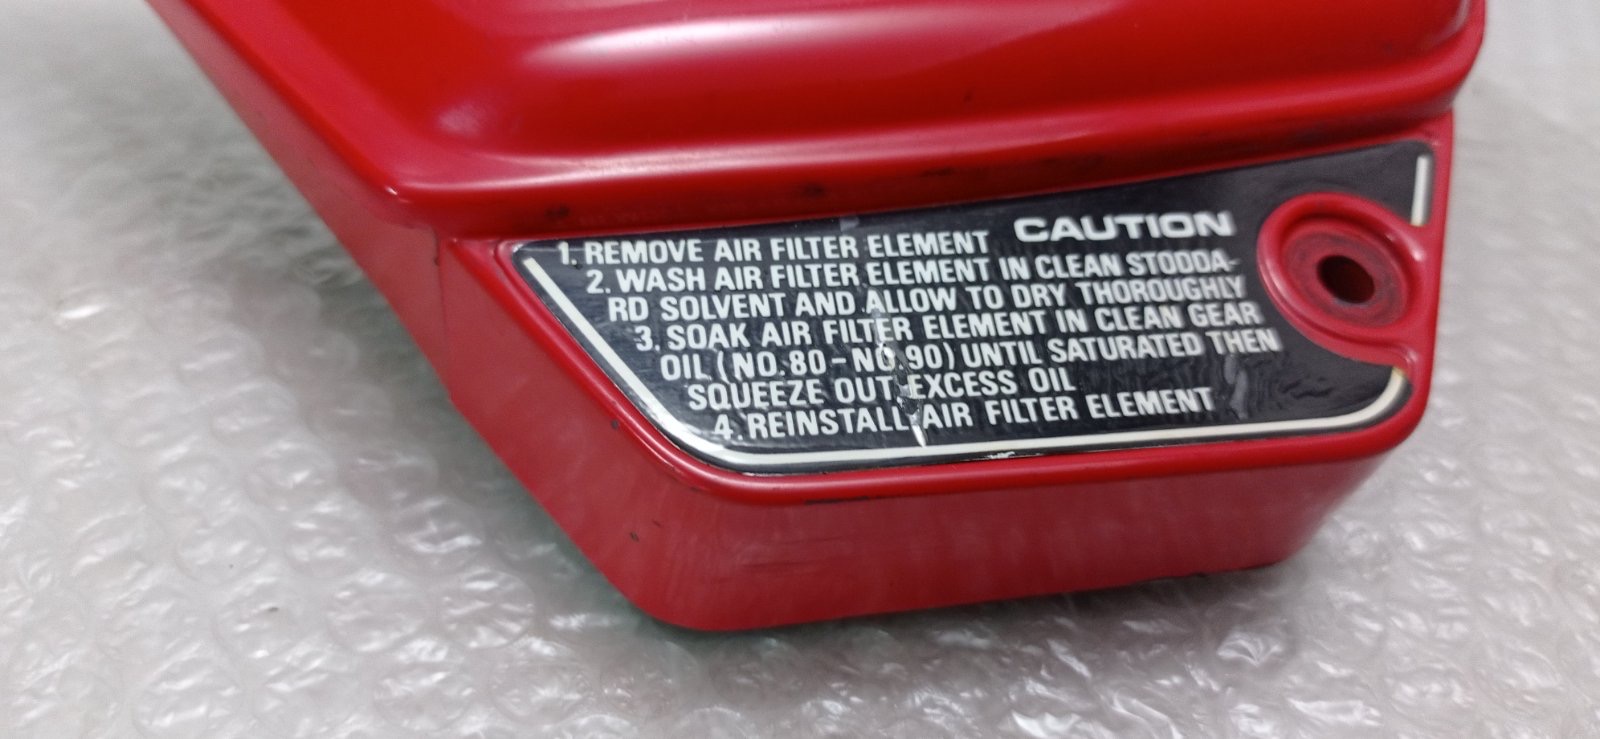 CAUTION
1. REMOVE AIR FILTER ELEMENT
2. WASH AIR FILTER ELEMENT IN CLEAN STODDA-
RD SOLVENT AND ALLOW TO DRY THOROUGHLY
3. SOAK AIR FILTER ELEMENT IN CLEAN GEAR
OIL (NO.80-NO.90) UNTIL SATURATED THEN
SQUEEZE OUT EXCESS OIL
4. REINSTALL AIR FILTER ELEMENT